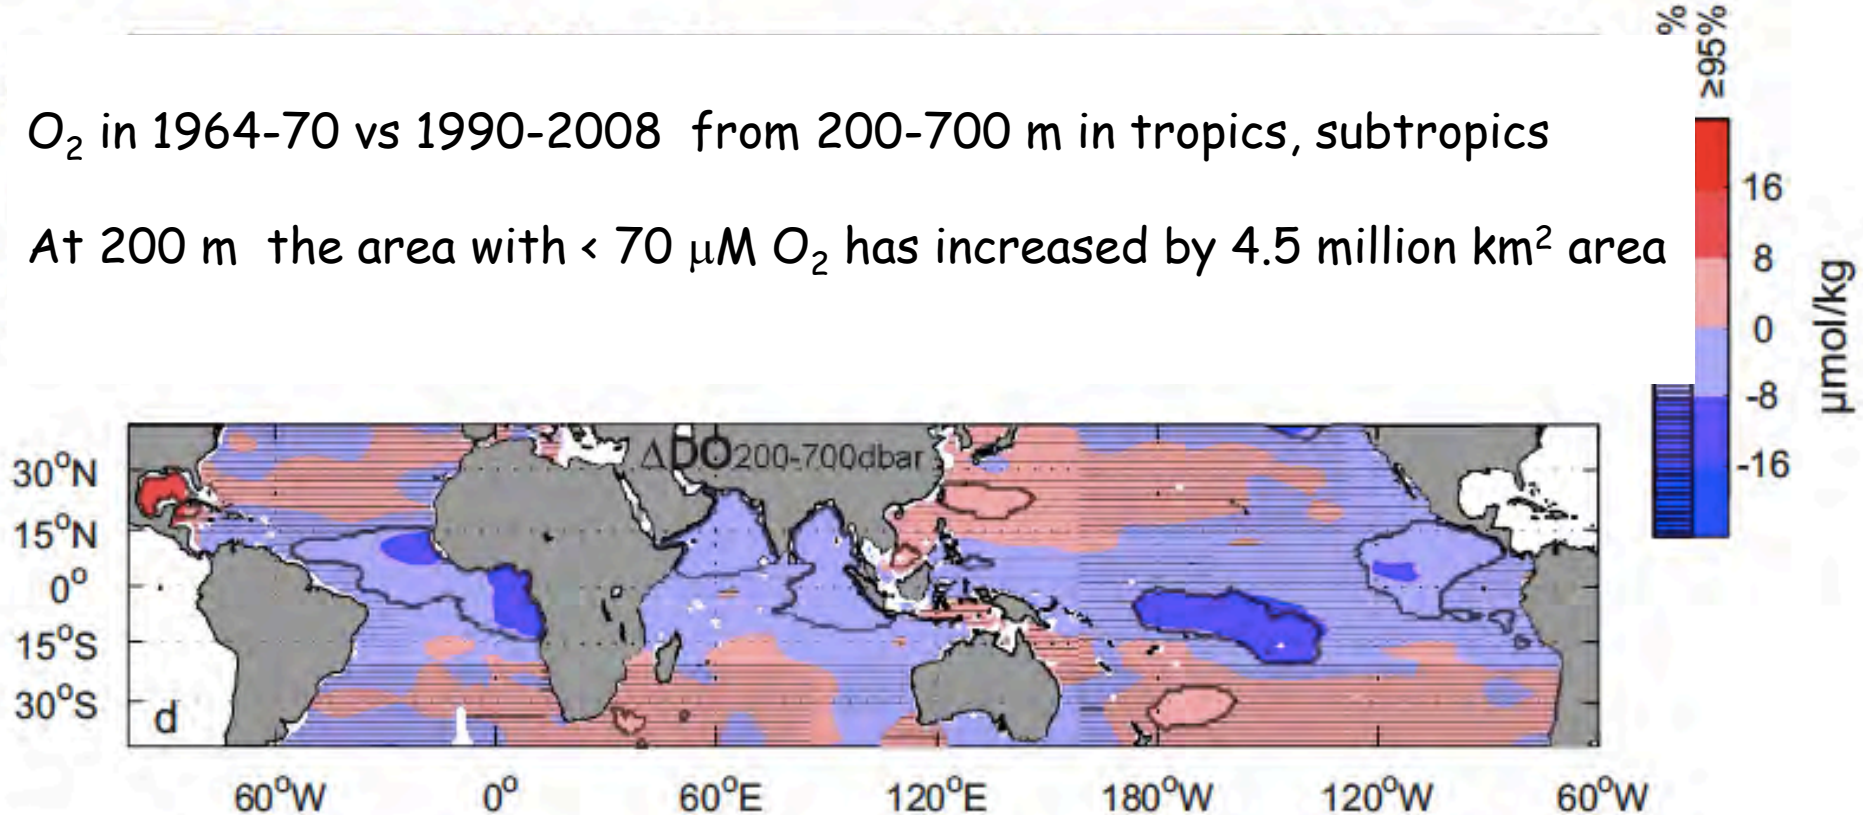 %
≥95%
O₂ in 1964-70 vs 1990-2008 from 200-700 m in tropics, subtropics
At 200 m the area with < 70 μM O₂ has increased by 4.5 million km² area
16
8
0
-8
-16
μmol/kg
ΔDO200-700dbar
30°N
15°N
0°
15°S
30°S
d
60°W
0°
60°E
120°E
180°W
120°W
60°W